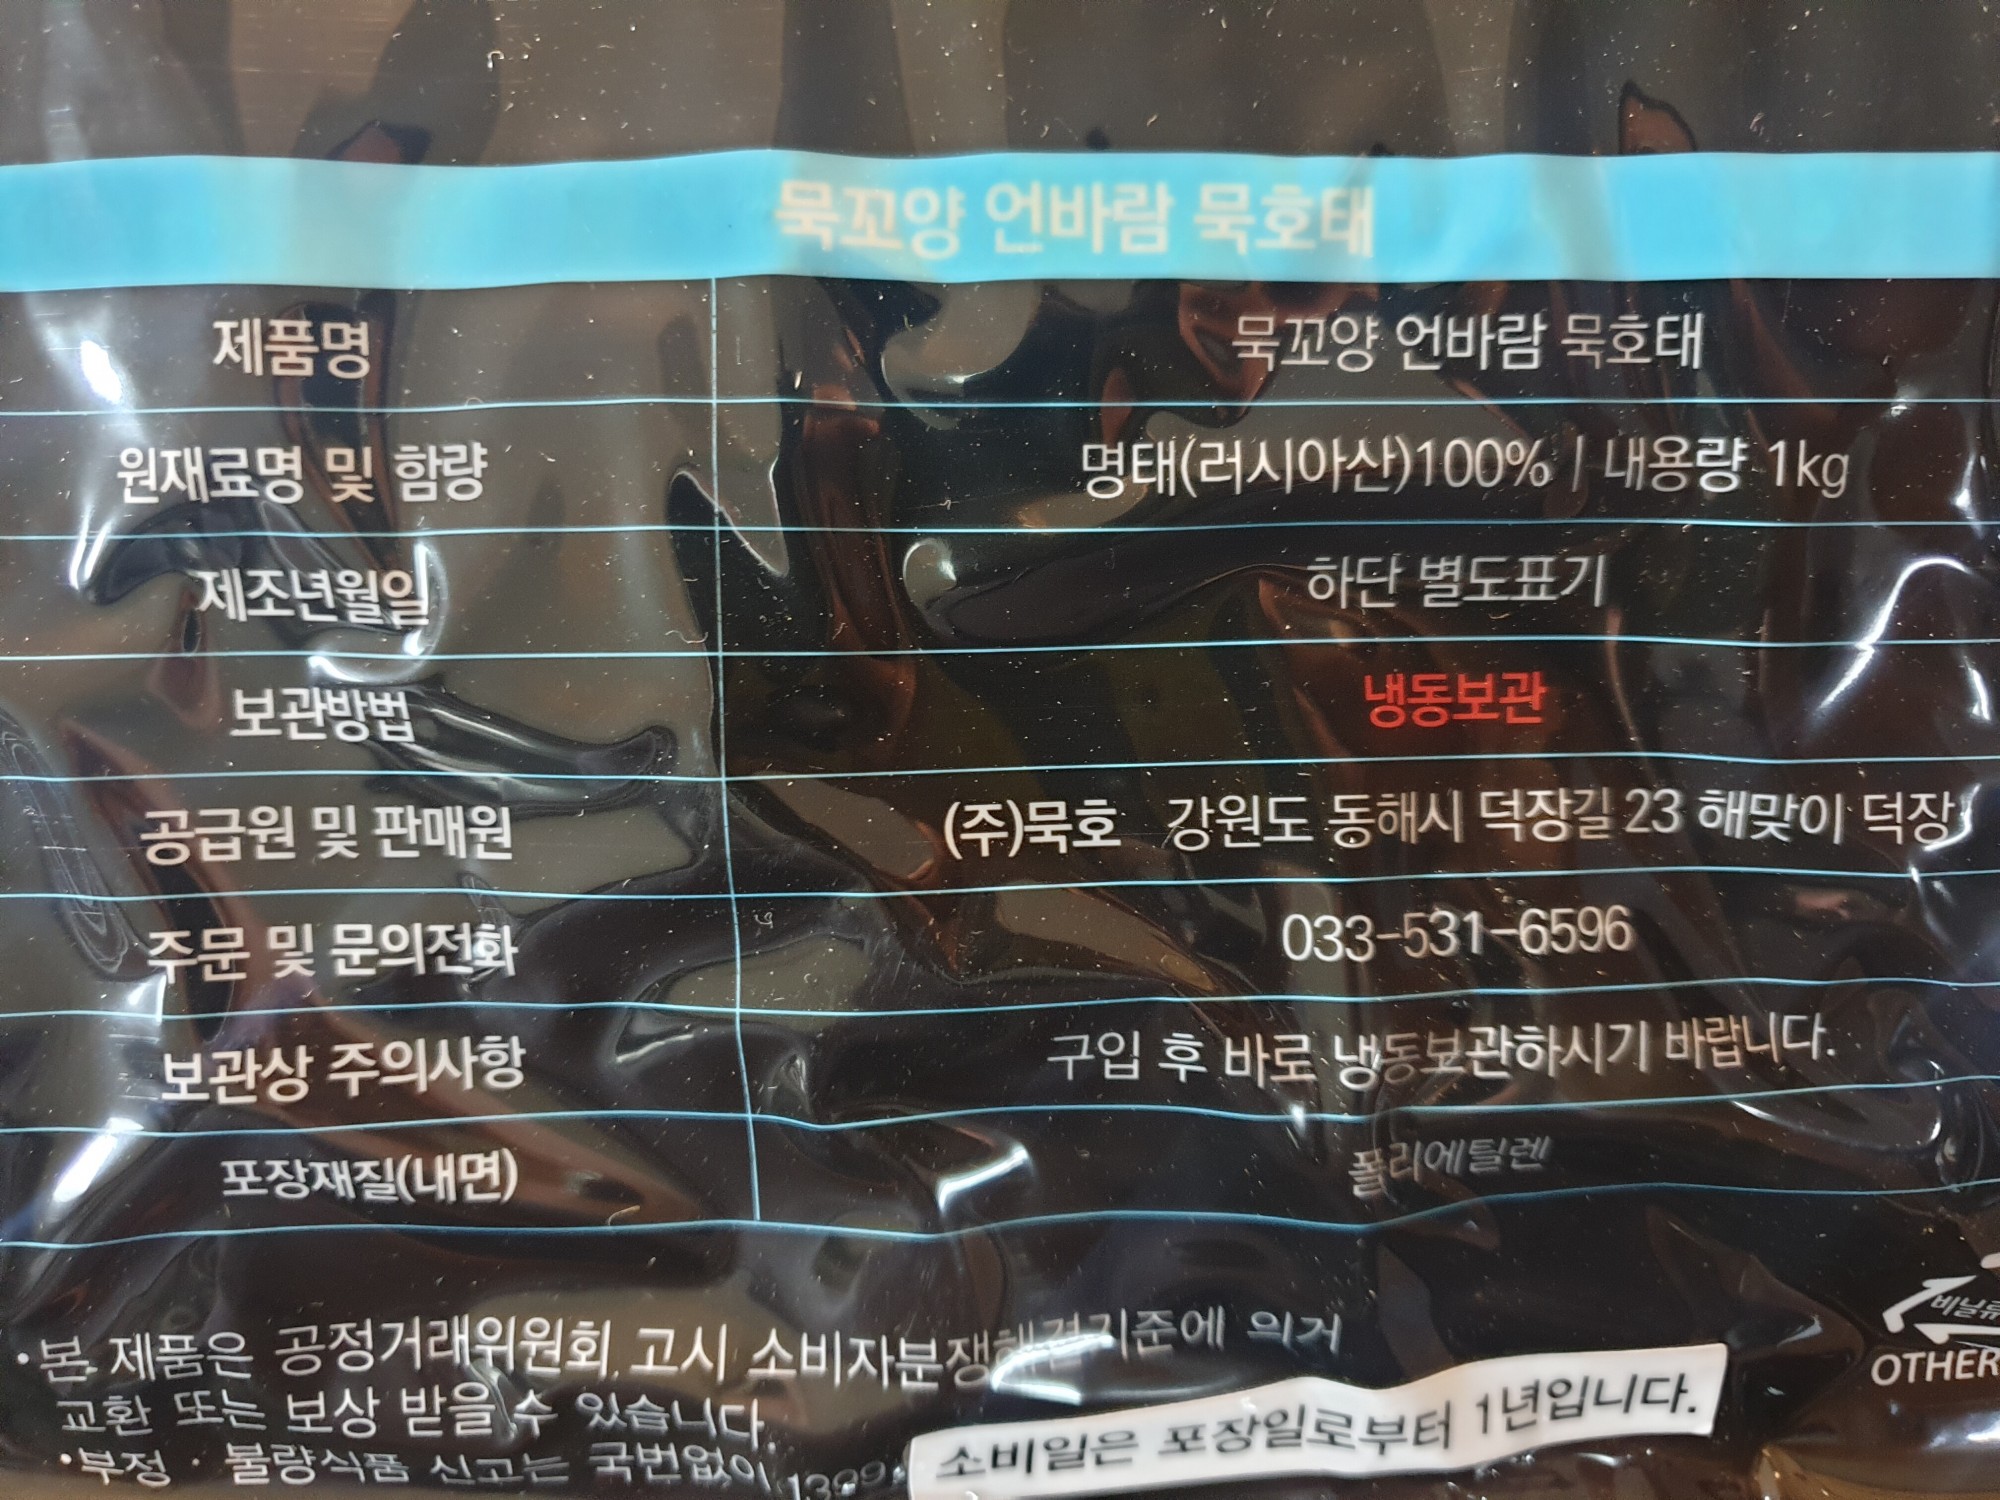 묵꼬양 언바람 묵호태
제품명 묵꼬양 언바람 묵호태
원재료명 및 함량 명태(러시아산)100% / 내용량 1kg
제조년월일 하단 별도표기
보관방법 냉동보관
공급원 및 판매원 (주)묵호 강원도 동해시 덕장길 23 해맞이 덕장
주문 및 문의전화 033-531-6596
보관상 주의사항 구입 후 바로 냉동보관하시기 바랍니다.
포장재질(내면) 폴리에틸렌
·본 제품은 공정거래위원회 고시 소비자분쟁해결기준에 의거
교환 또는 보상 받을 수 있습니다.
·부정·불량식품 신고는 국번없이 1399
소비일은 포장일로부터 1년입니다.
비닐류
OTHER